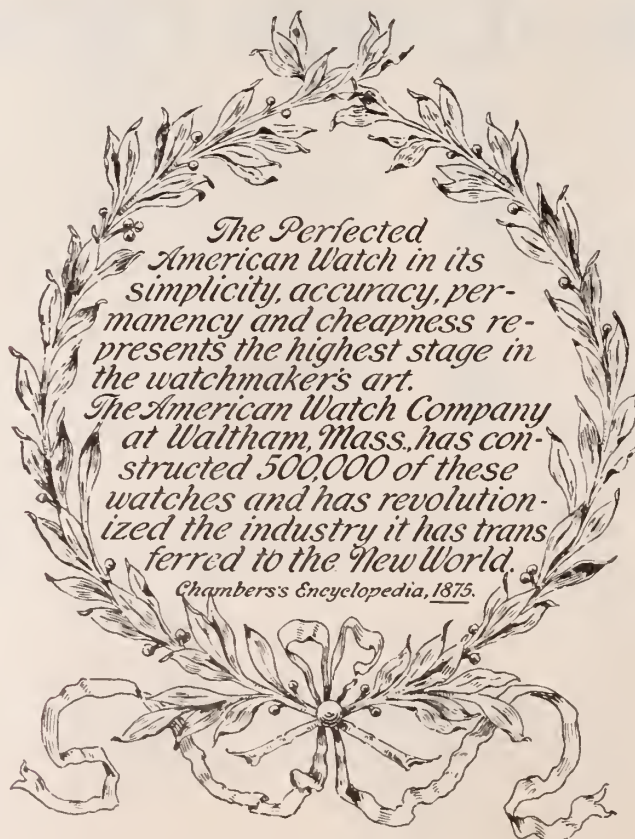 The Perfected
American Watch in its
simplicity, accuracy, per-
manency and cheapness re-
presents the highest stage in
the watchmaker's art.
The American Watch Company
at Waltham, Mass., has con-
structed 500,000 of these
watches and has revolution-
ized the industry it has trans
ferred to the New World.
Chambers's Encyclopedia, 1875.